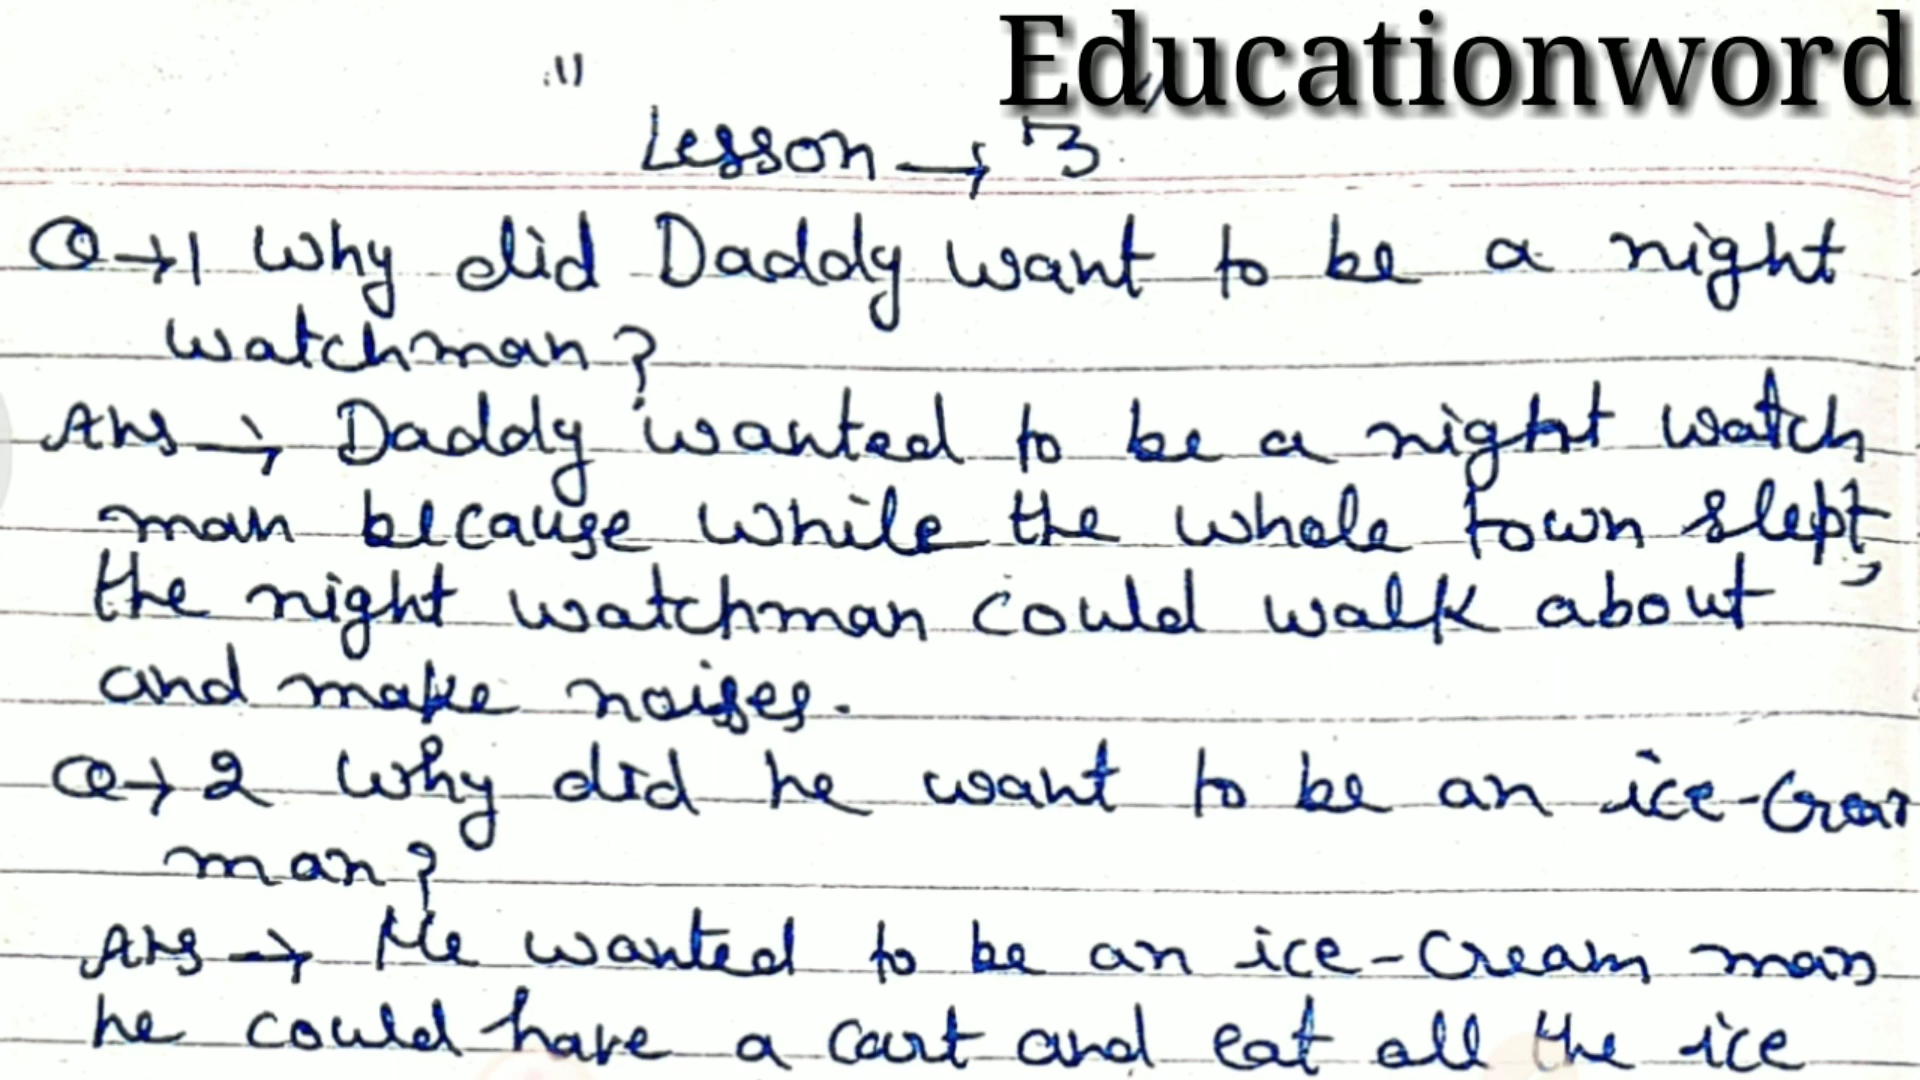 Educationword
Lesson → 3
Q→1 Why did Daddy want to be a night
watchman?
Ans → Daddy wanted to be a night watch
man because while the whole town slept,
the night watchman could walk about
and make noises.
Q→2 Why did he want to be an ice-
man?
Ans → He wanted to be an ice-cream man
he could have a cart and eat all the ice